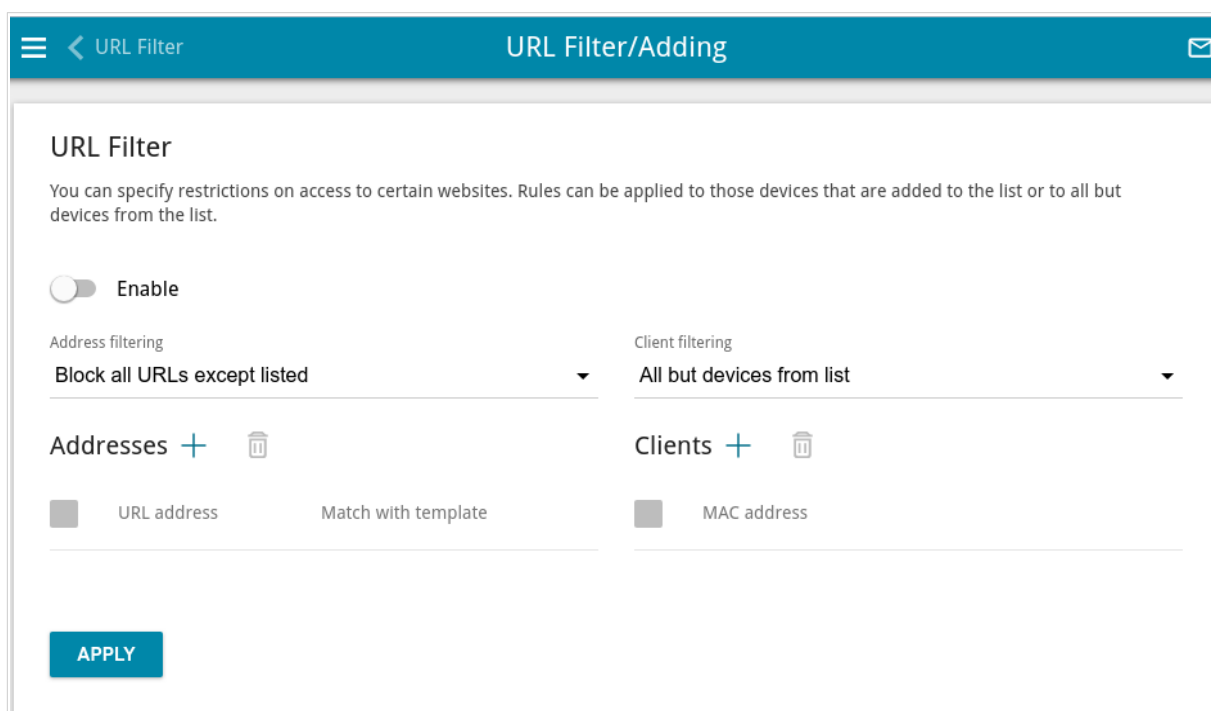 URL Filter
URL Filter/Adding
URL Filter
You can specify restrictions on access to certain websites. Rules can be applied to those devices that are added to the list or to all but
devices from the list.
Enable
Address filtering
Client filtering
Block all URLs except listed
All but devices from list
Addresses
Clients
URL address
Match with template
MAC address
APPLY